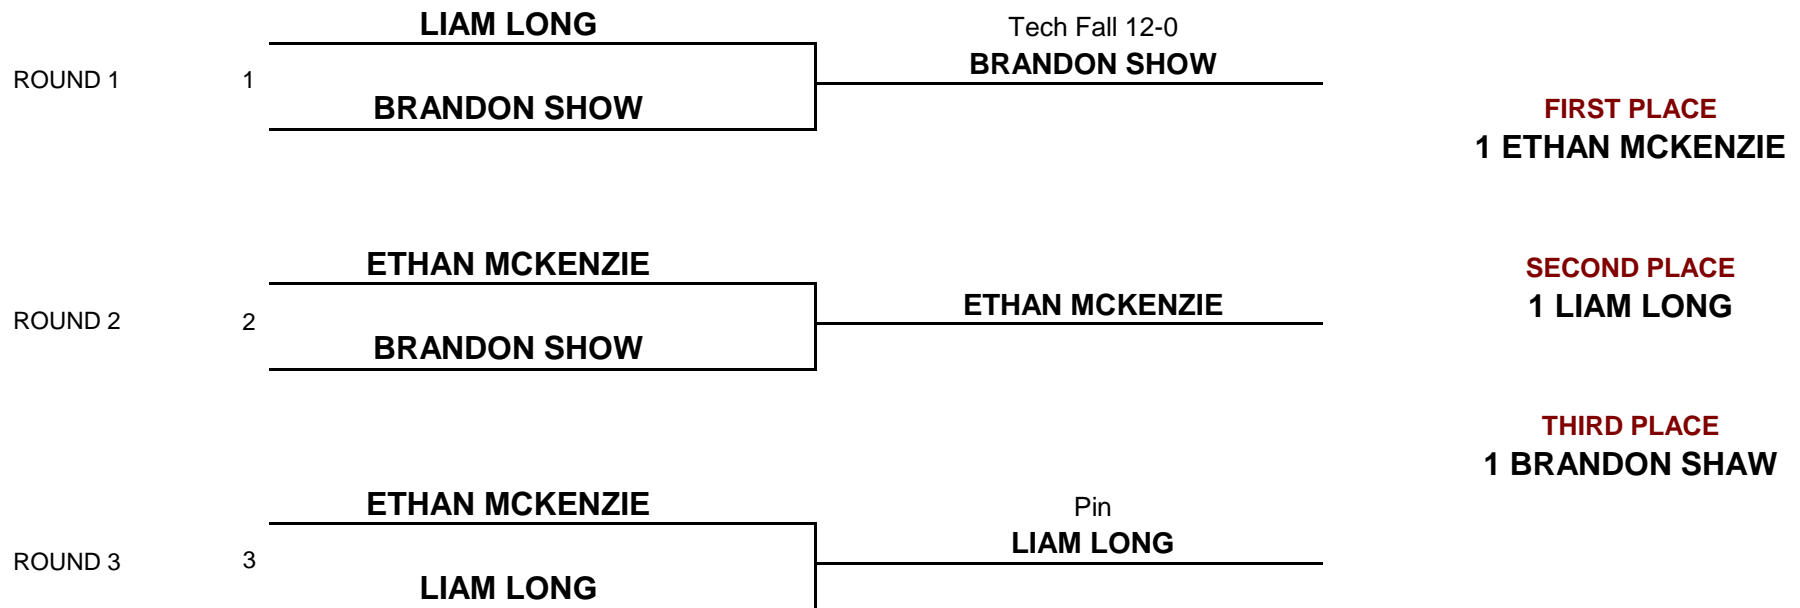 LIAM LONG
Tech Fall 12-0
ROUND 1
1
BRANDON SHOW
BRANDON SHOW
FIRST PLACE
1 ETHAN MCKENZIE
ETHAN MCKENZIE
SECOND PLACE
ROUND 2
2
ETHAN MCKENZIE
1 LIAM LONG
BRANDON SHOW
THIRD PLACE
1 BRANDON SHAW
ETHAN MCKENZIE
Pin
ROUND 3
3
LIAM LONG
LIAM LONG